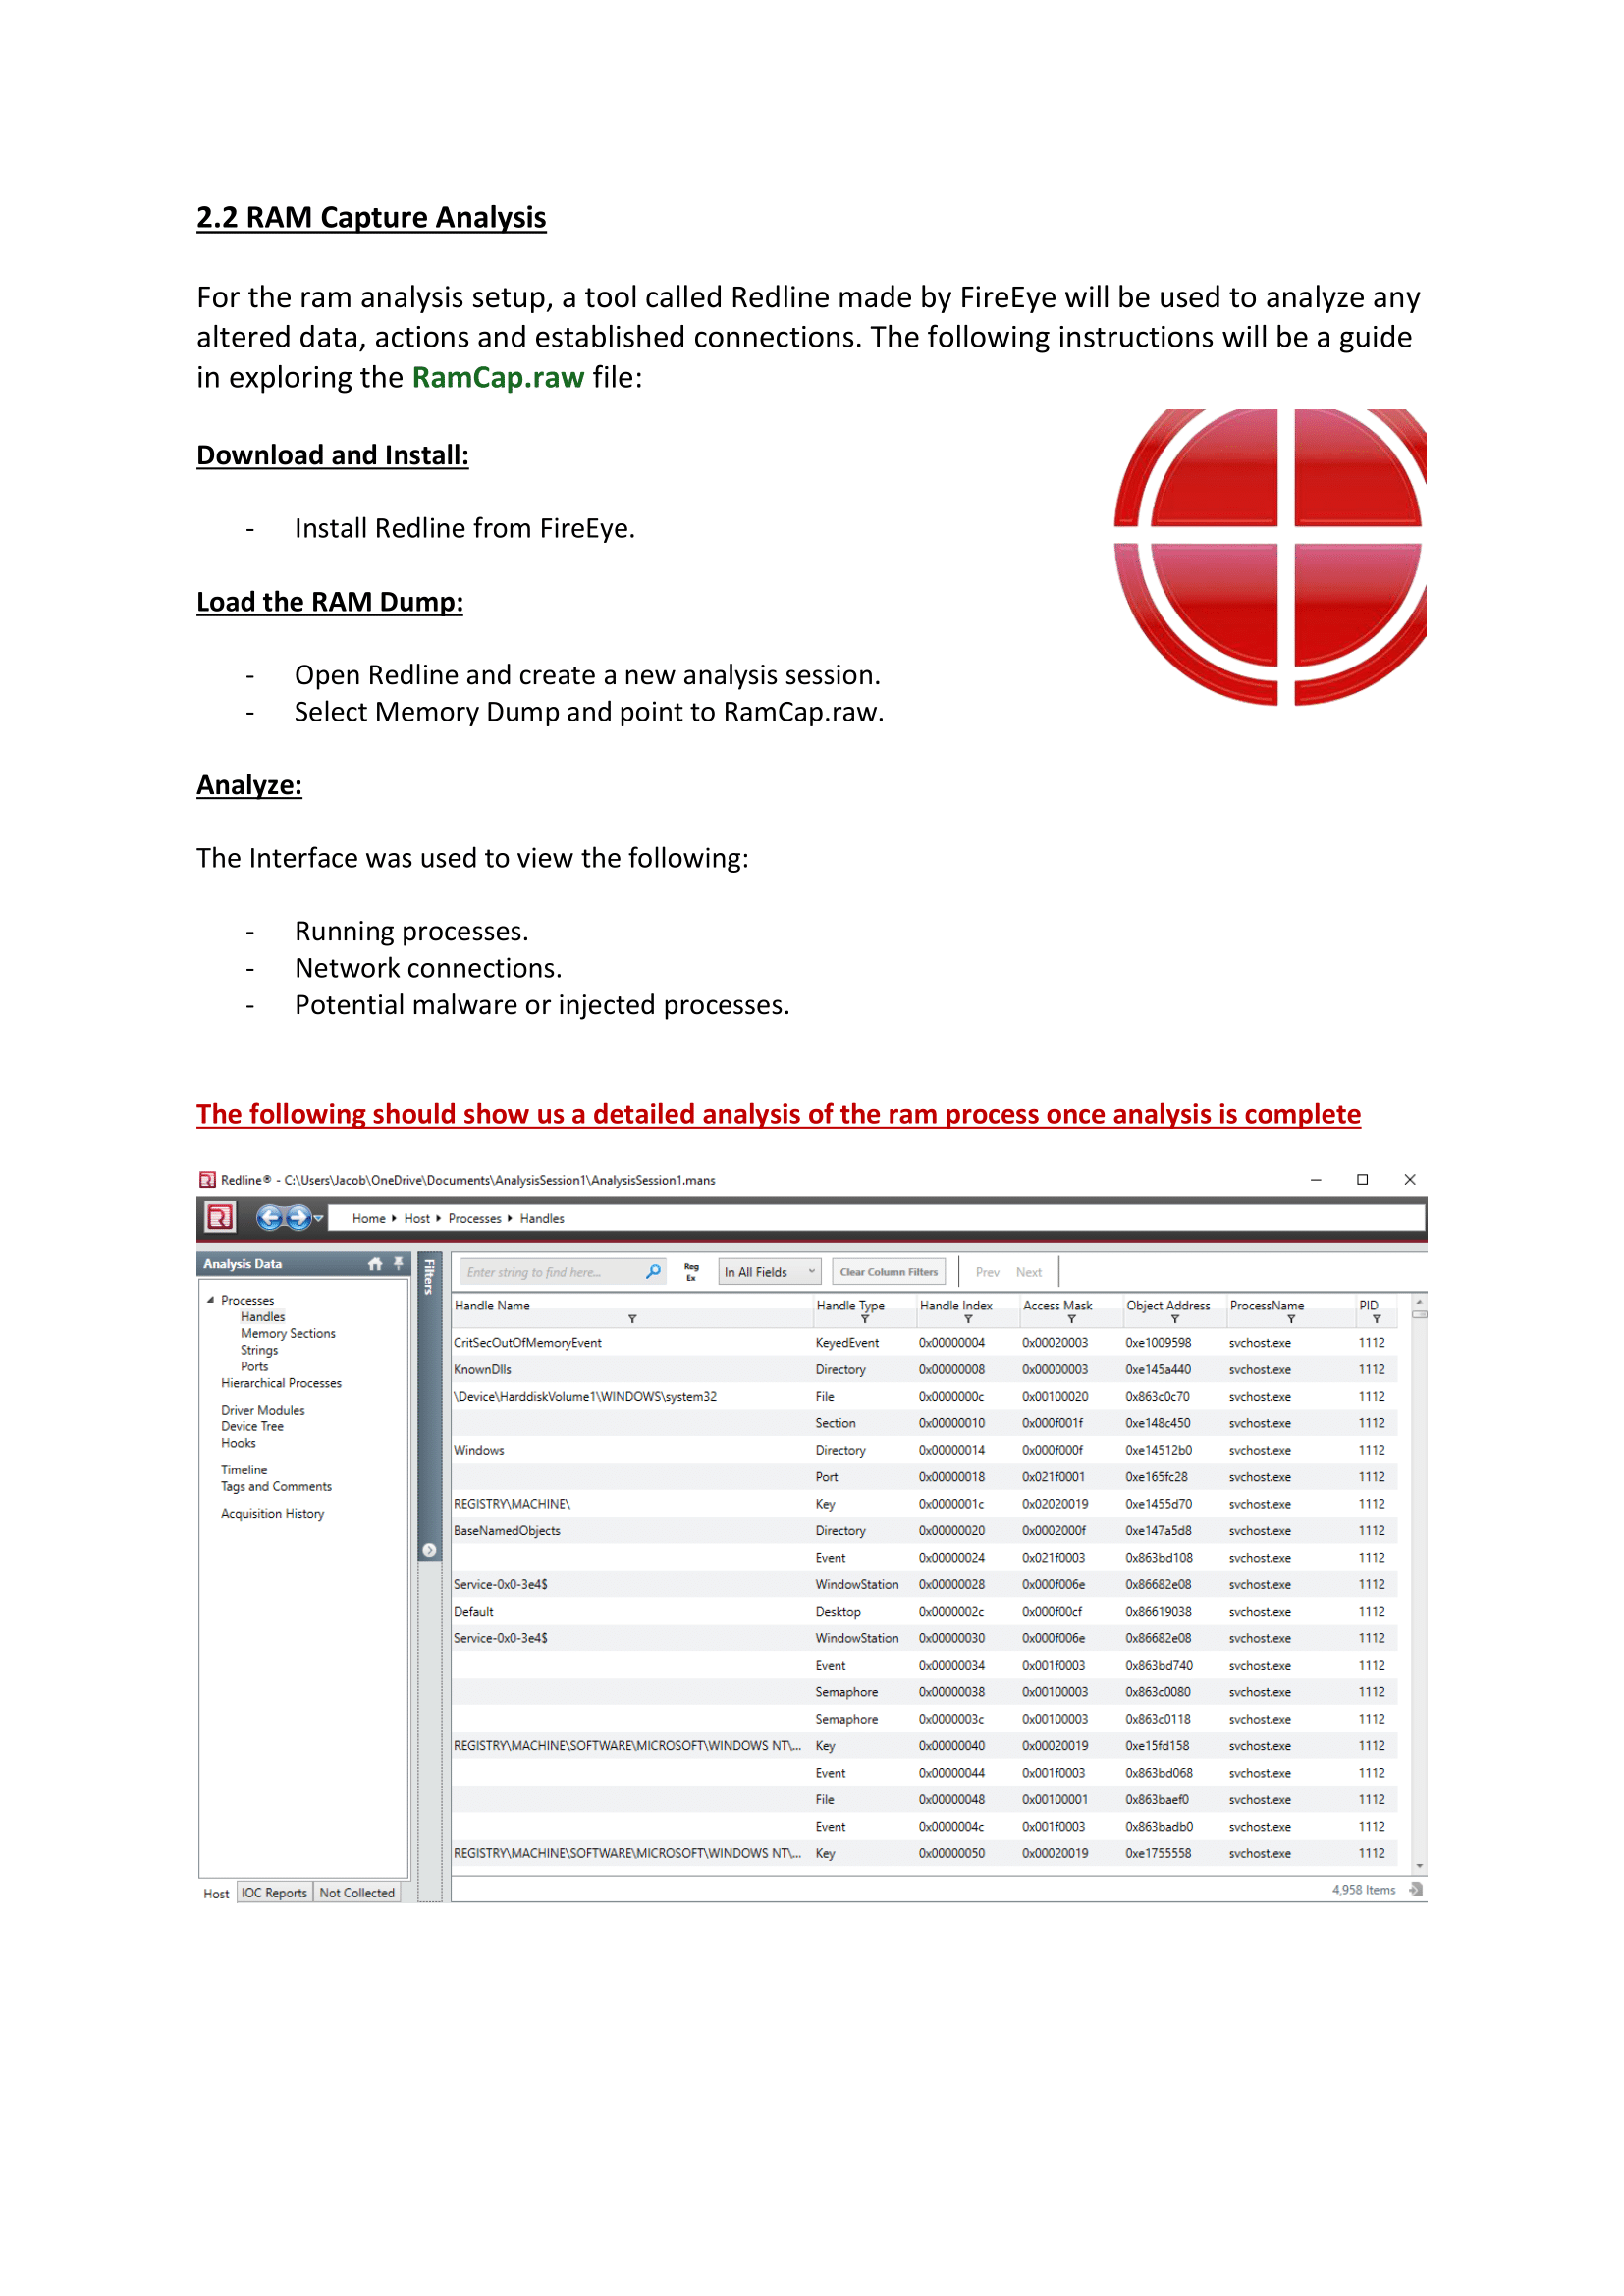 2.2 RAM Capture Analysis
For the ram analysis setup, a tool called Redline made by FireEye will be used to analyze any
altered data, actions and established connections. The following instructions will be a guide
in exploring the RamCap.raw file:
Download and Install:
- Install Redline from FireEye.
Load the RAM Dump:
- Open Redline and create a new analysis session.
- Select Memory Dump and point to RamCap.raw.
Analyze:
The Interface was used to view the following:
- Running processes.
- Network connections.
- Potential malware or injected processes.
The following should show us a detailed analysis of the ram process once analysis is complete
Redline® - C:\Users\Jacob\OneDrive\Documents\AnalysisSession1\AnalysisSession1.mans
Home Host Processes Handles
Analysis Data
Processes
Handles
Memory Sections
Strings
Ports
Hierarchical Processes
Driver Modules
Device Tree
Hooks
Timeline
Tags and Comments
Acquisition History
Host IOC Reports Not Collected
Filters
Enter string to find here... Reg Ex In All Fields Clear Column Filters Prev Next
Handle Name Handle Type Handle Index Access Mask Object Address ProcessName PID
CritSecOutOfMemoryEvent KeyedEvent 0x00000004 0x00020003 0xe1009598 svchost.exe 1112
KnownDlls Directory 0x00000008 0x00000003 0xe145a440 svchost.exe 1112
\Device\HarddiskVolume1\WINDOWS\system32 File 0x0000000c 0x00100020 0x863c0c70 svchost.exe 1112
Section 0x00000010 0x000f001f 0xe148c450 svchost.exe 1112
Windows Directory 0x00000014 0x000f000f 0xe14512b0 svchost.exe 1112
Port 0x00000018 0x021f0001 0xe165fc28 svchost.exe 1112
REGISTRY\MACHINE\ Key 0x0000001c 0x02020019 0xe1455d70 svchost.exe 1112
BaseNamedObjects Directory 0x00000020 0x0002000f 0xe147a5d8 svchost.exe 1112
Event 0x00000024 0x021f0003 0x863bd108 svchost.exe 1112
Service-0x0-3e4$ WindowStation 0x00000028 0x000f006e 0x86682e08 svchost.exe 1112
Default Desktop 0x0000002c 0x000f00cf 0x86619038 svchost.exe 1112
Service-0x0-3e4$ WindowStation 0x00000030 0x000f006e 0x86682e08 svchost.exe 1112
Event 0x00000034 0x001f0003 0x863bd740 svchost.exe 1112
Semaphore 0x00000038 0x00100003 0x863c0080 svchost.exe 1112
Semaphore 0x0000003c 0x00100003 0x863c0118 svchost.exe 1112
REGISTRY\MACHINE\SOFTWARE\MICROSOFT\WINDOWS NT\... Key 0x00000040 0x00020019 0xe15fd158 svchost.exe 1112
Event 0x00000044 0x001f0003 0x863bd068 svchost.exe 1112
File 0x00000048 0x00100001 0x863baef0 svchost.exe 1112
Event 0x0000004c 0x001f0003 0x863badb0 svchost.exe 1112
REGISTRY\MACHINE\SOFTWARE\MICROSOFT\WINDOWS NT\... Key 0x00000050 0x00020019 0xe1755558 svchost.exe 1112
4,958 Items